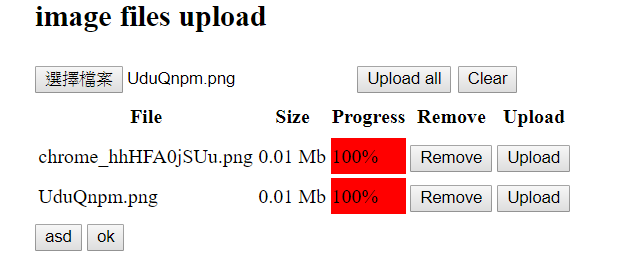 image files upload
選擇檔案 UduQnpm.png Upload all Clear
File Size Progress Remove Upload
chrome_hhHFA0jSUu.png 0.01 Mb 100% Remove Upload
UduQnpm.png 0.01 Mb 100% Remove Upload
asd ok